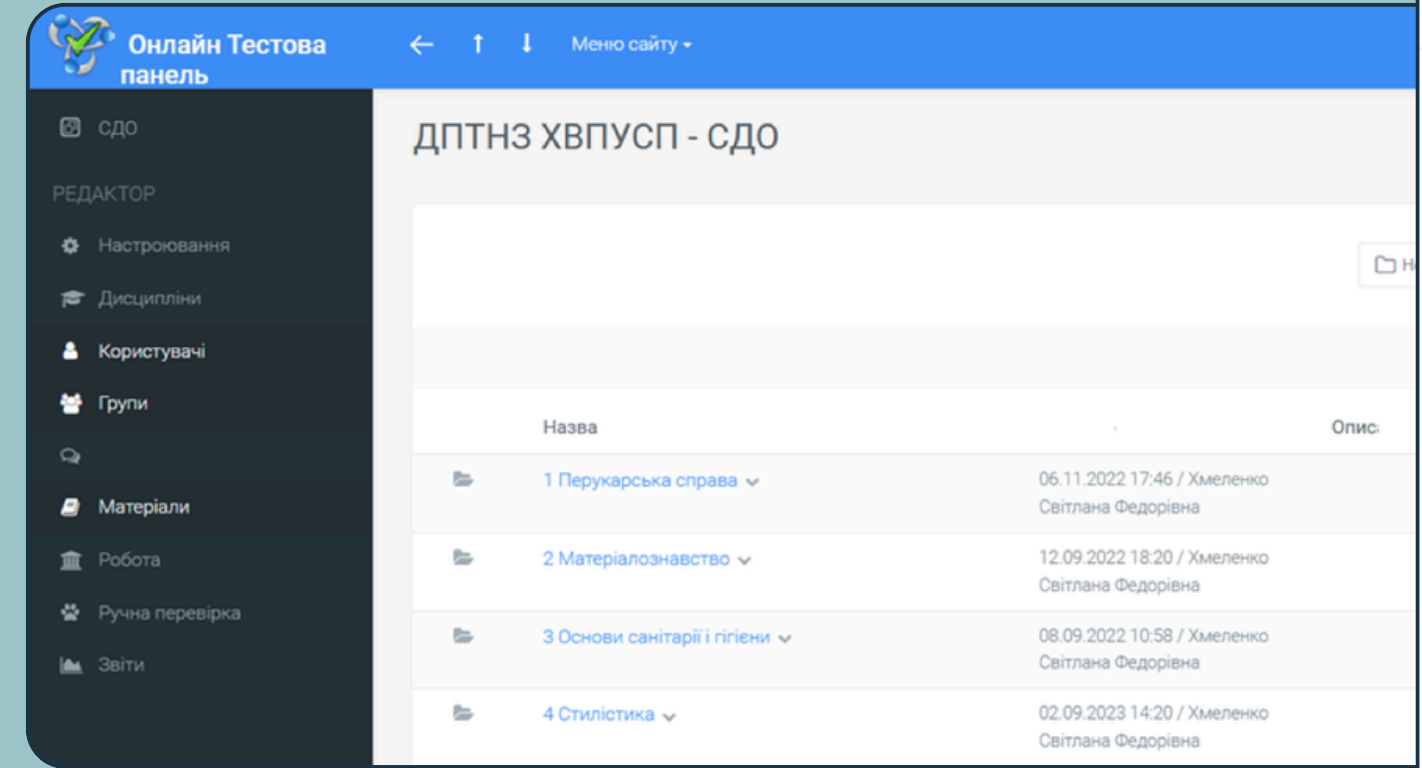 Онлайн Тестова
панель
Меню сайту
СДО
ДПТНЗ ХВПУСП - СДО
РЕДАКТОР
Настроювання
Дисципліни
Користувачі
Групи
Матеріали
Робота
Ручна перевірка
Звіти
Назва
1 Перукарська справа
06.11.2022 17:46 / Хмеленко
Світлана Федорівна
2 Матеріалознавство
12.09.2022 18:20 / Хмеленко
Світлана Федорівна
3 Основи санітарії і гігієни
08.09.2022 10:58 / Хмеленко
Світлана Федорівна
4 Стилістика
02.09.2023 14:20 / Хмеленко
Світлана Федорівна